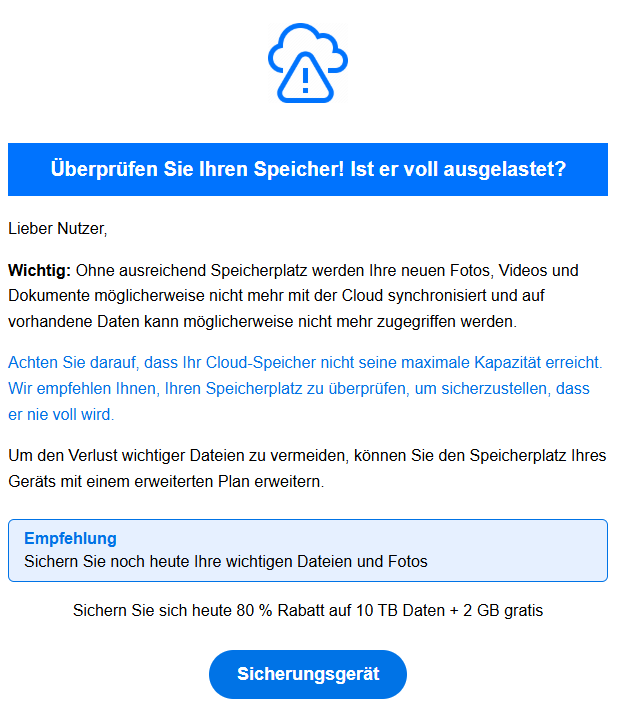 Überprüfen Sie Ihren Speicher! Ist er voll ausgelastet?
Lieber Nutzer,
Wichtig: Ohne ausreichend Speicherplatz werden Ihre neuen Fotos, Videos und
Dokumente möglicherweise nicht mehr mit der Cloud synchronisiert und auf
vorhandene Daten kann möglicherweise nicht mehr zugegriffen werden.
Achten Sie darauf, dass Ihr Cloud-Speicher nicht seine maximale Kapazität erreicht.
Wir empfehlen Ihnen, Ihren Speicherplatz zu überprüfen, um sicherzustellen, dass
er nie voll wird.
Um den Verlust wichtiger Dateien zu vermeiden, können Sie den Speicherplatz Ihres
Geräts mit einem erweiterten Plan erweitern.
Empfehlung
Sichern Sie noch heute Ihre wichtigen Dateien und Fotos
Sichern Sie sich heute 80 % Rabatt auf 10 TB Daten + 2 GB gratis
Sicherungsgerät